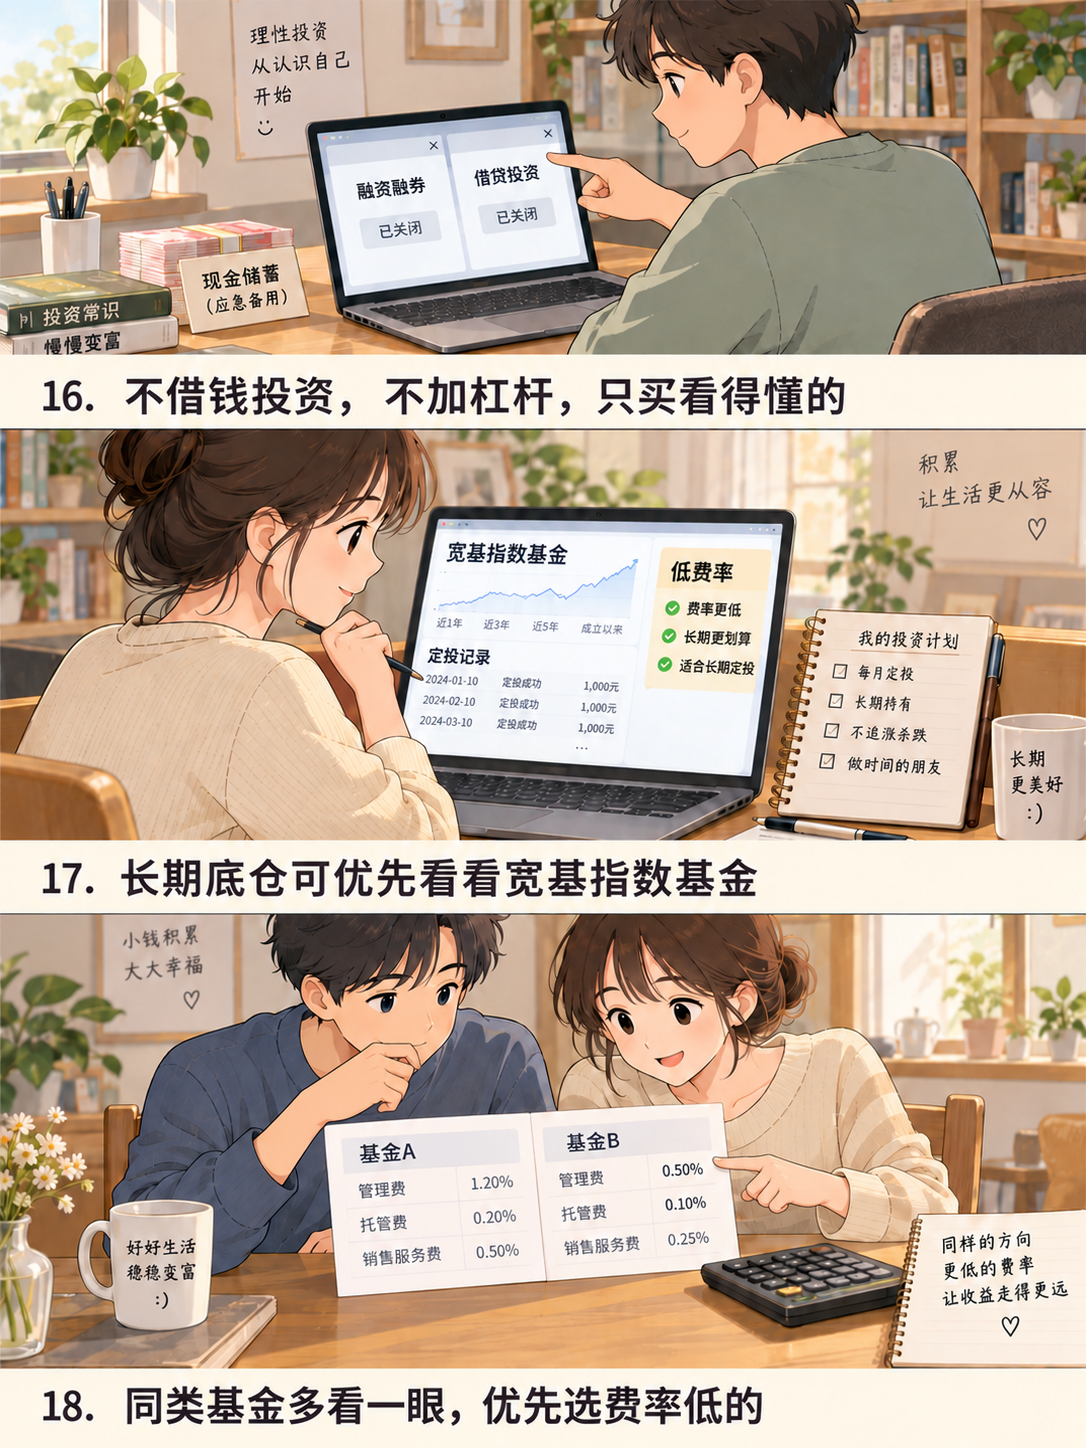 理性投资
从认识自己
开始
融资融券
已关闭
借贷投资
已关闭
现金储蓄
(应急备用)
投资常识
慢慢变富
16. 不借钱投资，不加杠杆，只买看得懂的
积累
让生活更从容
宽基指数基金
近1年 近3年 近5年 成立以来
定投记录
2024-01-10 定投成功 1,000元
2024-02-10 定投成功 1,000元
2024-03-10 定投成功 1,000元
...
低费率
费率更低
长期更划算
适合长期定投
我的投资计划
每月定投
长期持有
不追涨杀跌
做时间的朋友
长期
更美好
:)
17. 长期底仓可优先看看宽基指数基金
小钱积累
大大幸福
基金A
管理费 1.20%
托管费 0.20%
销售服务费 0.50%
基金B
管理费 0.50%
托管费 0.10%
销售服务费 0.25%
好好生活
稳稳变富
:)
同样的方向
更低的费率
让收益走得更远
18. 同类基金多看一眼，优先选费率低的